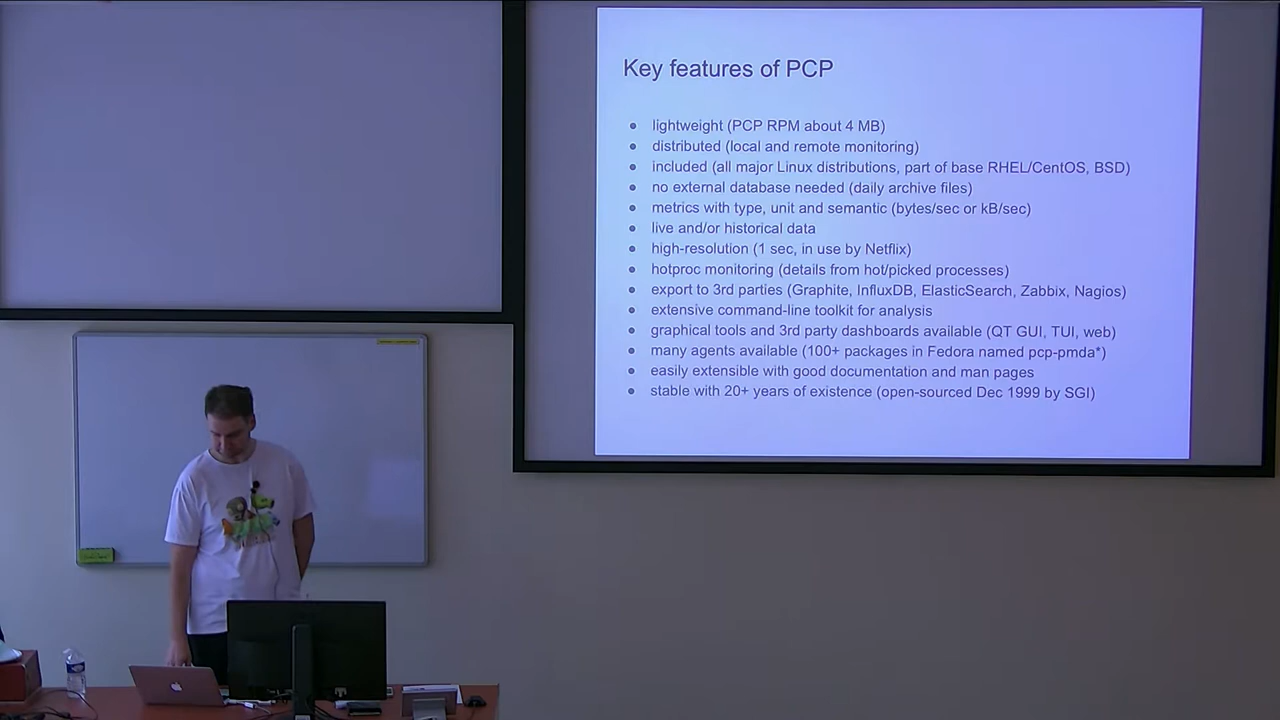 Key features of PCP
● lightweight (PCP RPM about 4 MB)
● distributed (local and remote monitoring)
● included (all major Linux distributions, part of base RHEL/CentOS, BSD)
● no external database needed (daily archive files)
● metrics with type, unit and semantic (bytes/sec or kB/sec)
● live and/or historical data
● high-resolution (1 sec, in use by Netflix)
● hotproc monitoring (details from hot/picked processes)
● export to 3rd parties (Graphite, InfluxDB, ElasticSearch, Zabbix, Nagios)
● extensive command-line toolkit for analysis
● graphical tools and 3rd party dashboards available (QT GUI, TUI, web)
● many agents available (100+ packages in Fedora named pcp-pmda*)
● easily extensible with good documentation and man pages
● stable with 20+ years of existence (open-sourced Dec 1999 by SGI)